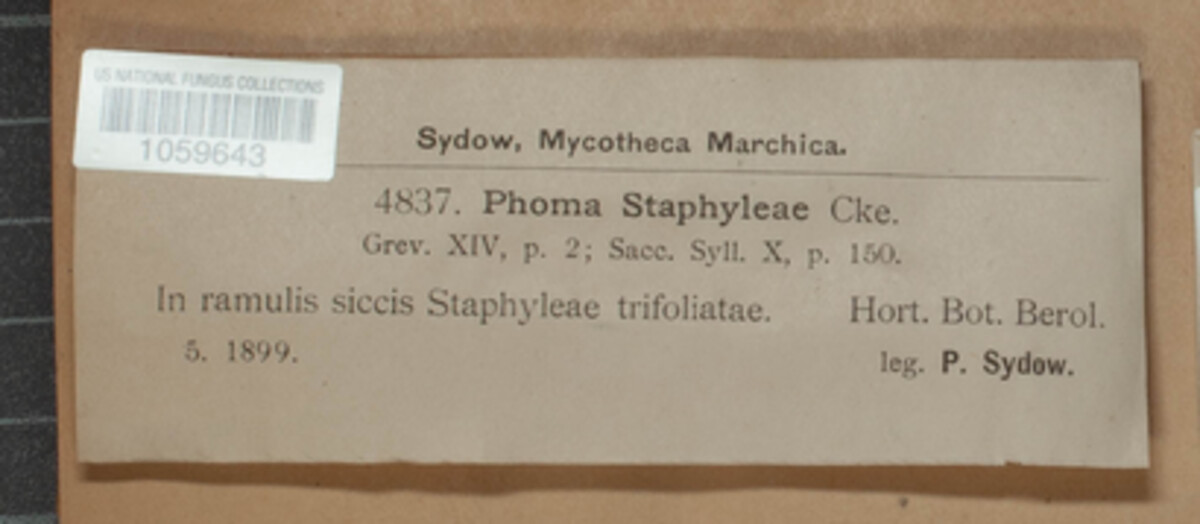 US NATIONAL FUNGUS COLLECTIONS
1059643
Sydow, Mycotheca Marchica.
4837. Phoma Staphyleae Cke.
Grev. XIV, p. 2; Sacc. Syll. X, p. 150.
In ramulis siccis Staphyleae trifoliatae. Hort. Bot. Berol.
5. 1899. leg. P. Sydow.